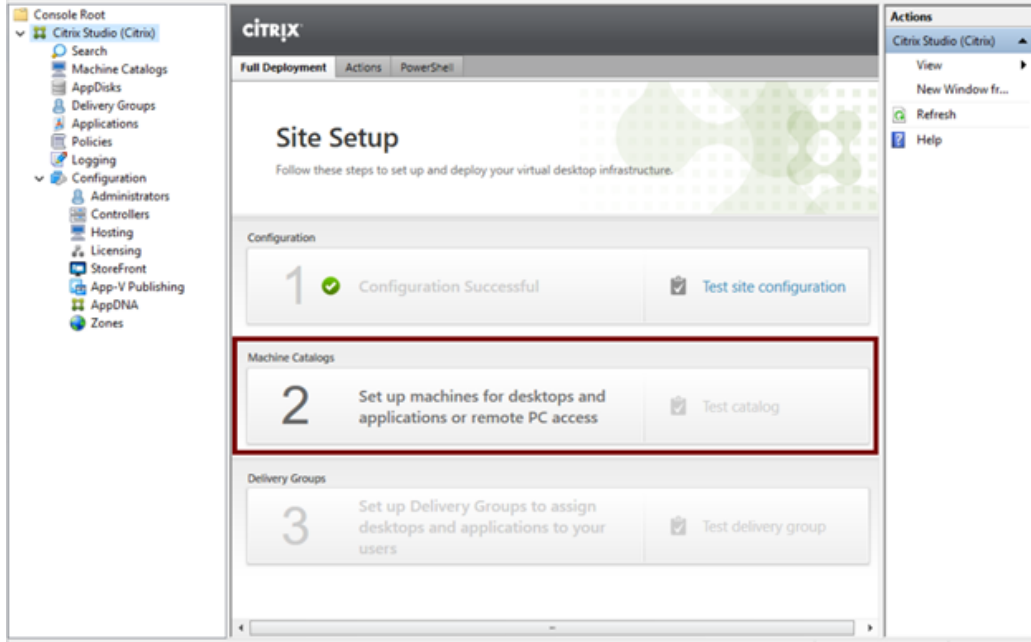 Console Root
Citrix Studio (Citrix)
Search
Machine Catalogs
AppDisks
Delivery Groups
Applications
Policies
Logging
Configuration
Administrators
Controllers
Hosting
Licensing
StoreFront
App-V Publishing
AppDNA
Zones
CİTRIX
Full Deployment Actions PowerShell
Site Setup
Follow these steps to set up and deploy your virtual desktop infrastructure.
Configuration
1 Configuration Successful Test site configuration
Machine Catalogs
2 Set up machines for desktops and
applications or remote PC access
Test catalog
Delivery Groups
3 Set up Delivery Groups to assign
desktops and applications to your
users
Test delivery group
Actions
Citrix Studio (Citrix)
View
New Window fr...
Refresh
Help